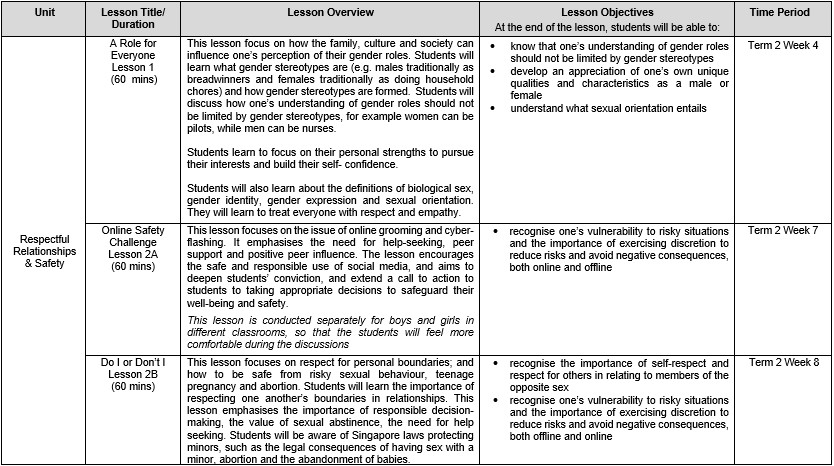 Unit
Lesson Title/
Duration
Lesson Overview
Lesson Objectives
At the end of the lesson, students will be able to:
Time Period
Respectful
Relationships
& Safety
A Role for
Everyone
Lesson 1
(60 mins)
This lesson focus on how the family, culture and society can
influence one's perception of their gender roles. Students will
learn what gender stereotypes are (e.g. males traditionally as
breadwinners and females traditionally as doing household
chores) and how gender stereotypes are formed. Students will
discuss how one's understanding of gender roles should not
be limited by gender stereotypes, for example women can be
pilots, while men can be nurses.
Students learn to focus on their personal strengths to pursue
their interests and build their self- confidence.
Students will also learn about the definitions of biological sex,
gender identity, gender expression and sexual orientation.
They will learn to treat everyone with respect and empathy.
• know that one's understanding of gender roles
should not be limited by gender stereotypes
• develop an appreciation of one's own unique
qualities and characteristics as a male or
female
• understand what sexual orientation entails
Term 2 Week 4
Online Safety
Challenge
Lesson 2A
(60 mins)
This lesson focuses on the issue of online grooming and cyber-
flashing. It emphasises the need for help-seeking, peer
support and positive peer influence. The lesson encourages
the safe and responsible use of social media, and aims to
deepen students' conviction, and extend a call to action to
students to taking appropriate decisions to safeguard their
well-being and safety.
This lesson is conducted separately for boys and girls in
different classrooms, so that the students will feel more
comfortable during the discussions
• recognise one's vulnerability to risky situations
and the importance of exercising discretion to
reduce risks and avoid negative consequences,
both online and offline
Term 2 Week 7
Do I or Don't I
Lesson 2B
(60 mins)
This lesson focuses on respect for personal boundaries; and
how to be safe from risky sexual behaviour, teenage
pregnancy and abortion. Students will learn the importance of
respecting one another's boundaries in relationships. This
lesson emphasises the importance of responsible decision-
making, the value of sexual abstinence, the need for help
seeking. Students will be aware of Singapore laws protecting
minors, such as the legal consequences of having sex with a
minor, abortion and the abandonment of babies.
• recognise the importance of self-respect and
respect for others in relating to members of the
opposite sex
• recognise one's vulnerability to risky situations
and the importance of exercising discretion to
reduce risks and avoid negative consequences,
both offline and online
Term 2 Week 8